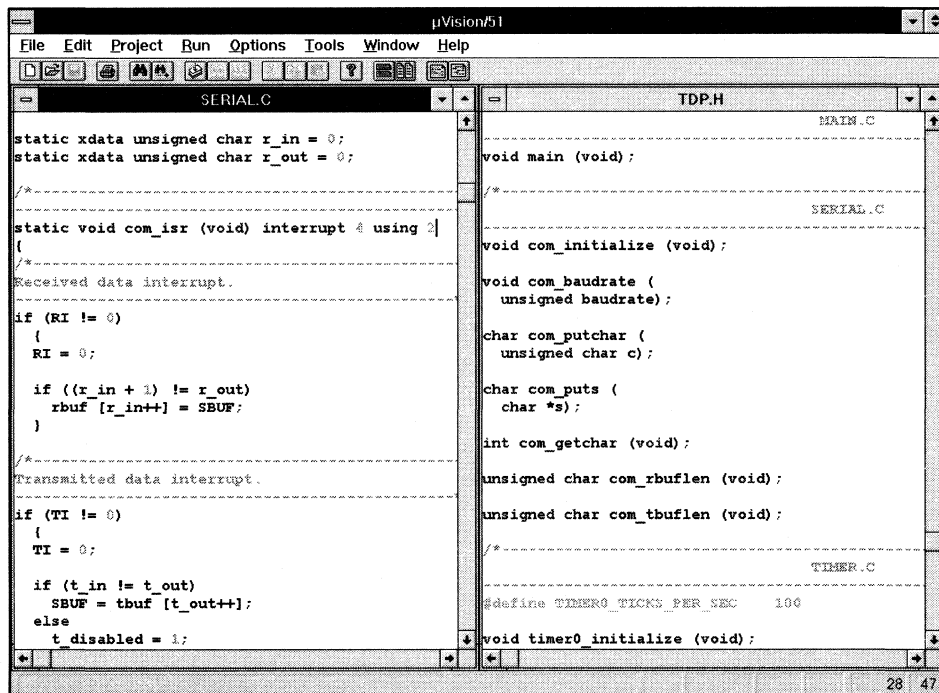 µVision/51
File Edit Project Run Options Tools Window Help
SERIAL.C
static xdata unsigned char r_in = 0;
static xdata unsigned char r_out = 0;
/*------------------------------------------------
------------------------------------------------
static void com_isr (void) interrupt 4 using 2
{
/*------------------------------------------------
Received data interrupt.
------------------------------------------------
if (RI != 0)
  {
  RI = 0;
  if ((r_in + 1) != r_out)
    rbuf [r_in++] = SBUF;
  }
/*------------------------------------------------
Transmitted data interrupt.
------------------------------------------------
if (TI != 0)
  {
  TI = 0;
  if (t_in != t_out)
    SBUF = tbuf [t_out++];
  else
    t_disabled = 1;
TDP.H
MAIN.C
------------------------------------------------
void main (void);
/*------------------------------------------------
SERIAL.C
------------------------------------------------
void com_initialize (void);
void com_baudrate (
  unsigned baudrate);
char com_putchar (
  unsigned char c);
char com_puts (
  char *s);
int com_getchar (void);
unsigned char com_rbuflen (void);
unsigned char com_tbuflen (void);
/*------------------------------------------------
TIMER.C
------------------------------------------------
#define TIMER0_TICKS_PER_SEC    100
void timer0_initialize (void);
28 47